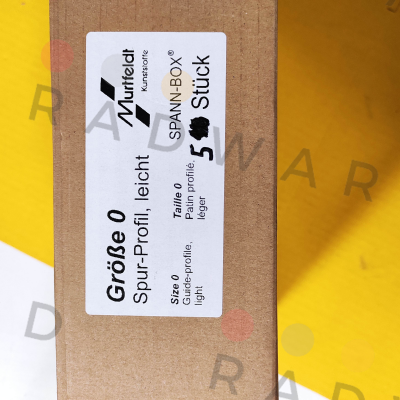 Murtfeldt
Kunststoffe
SPANN-BOX®
5 Stück
Größe 0
Spur-Profil, leicht
Size 0
Guide-profile,
light
Taille 0
Patin profilé,
léger
RADWAR
D
RADW